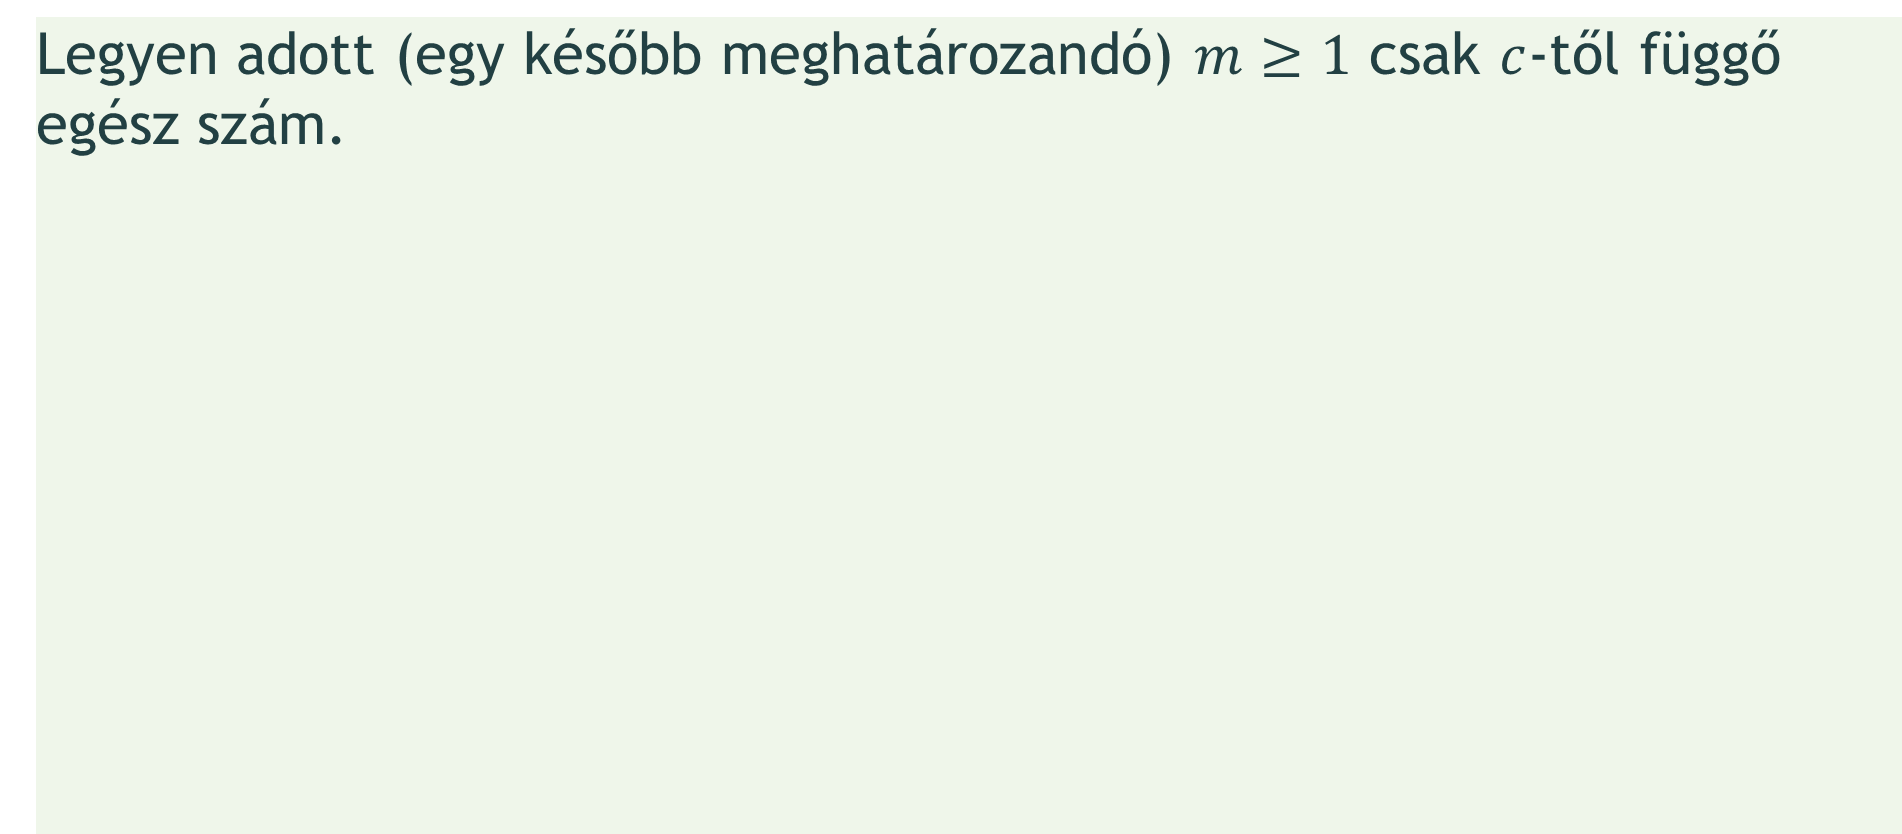 Legyen adott (egy később meghatározandó) m ≥ 1 csak c-től függő
egész szám.